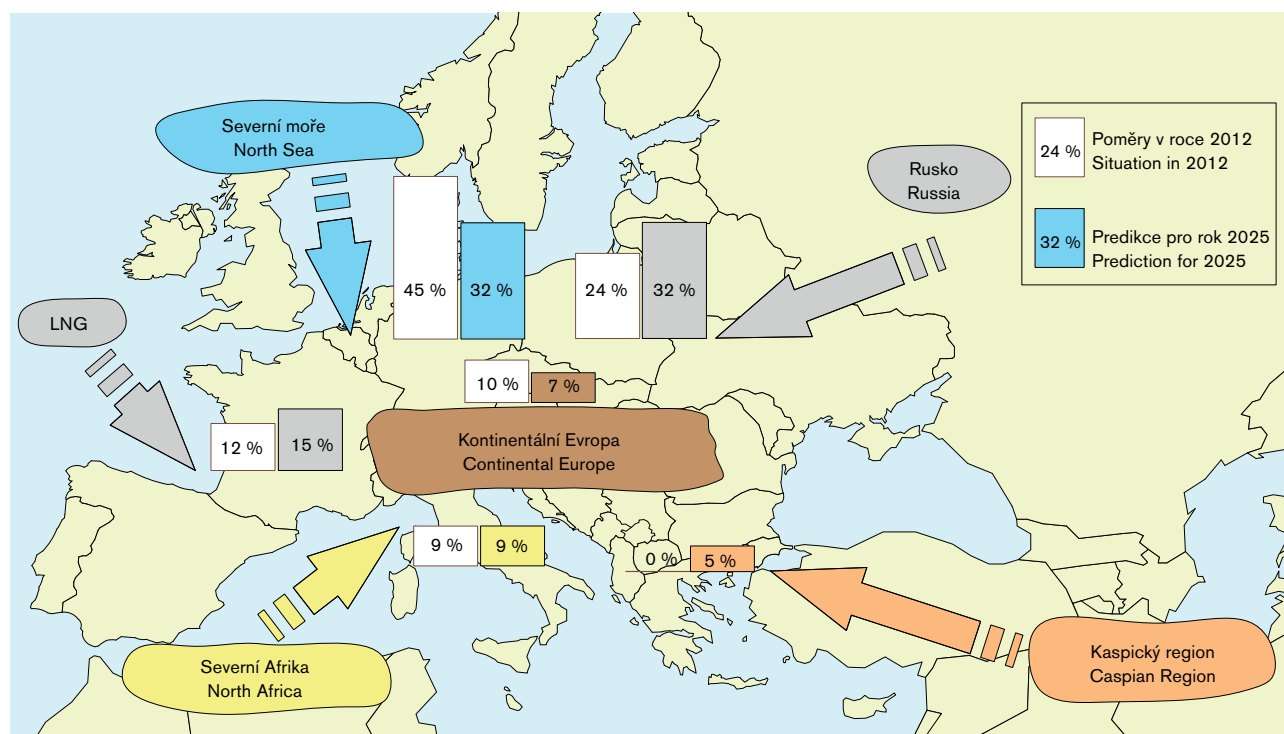 Severní moře
North Sea
24 %
Poměry v roce 2012
Situation in 2012
Rusko
Russia
32 %
Predikce pro rok 2025
Prediction for 2025
45 %
32 %
24 %
32 %
LNG
10 %
7 %
12 %
15 %
Kontinentální Evropa
Continental Europe
9 %
9 %
0 %
5 %
Severní Afrika
North Africa
Kaspický region
Caspian Region